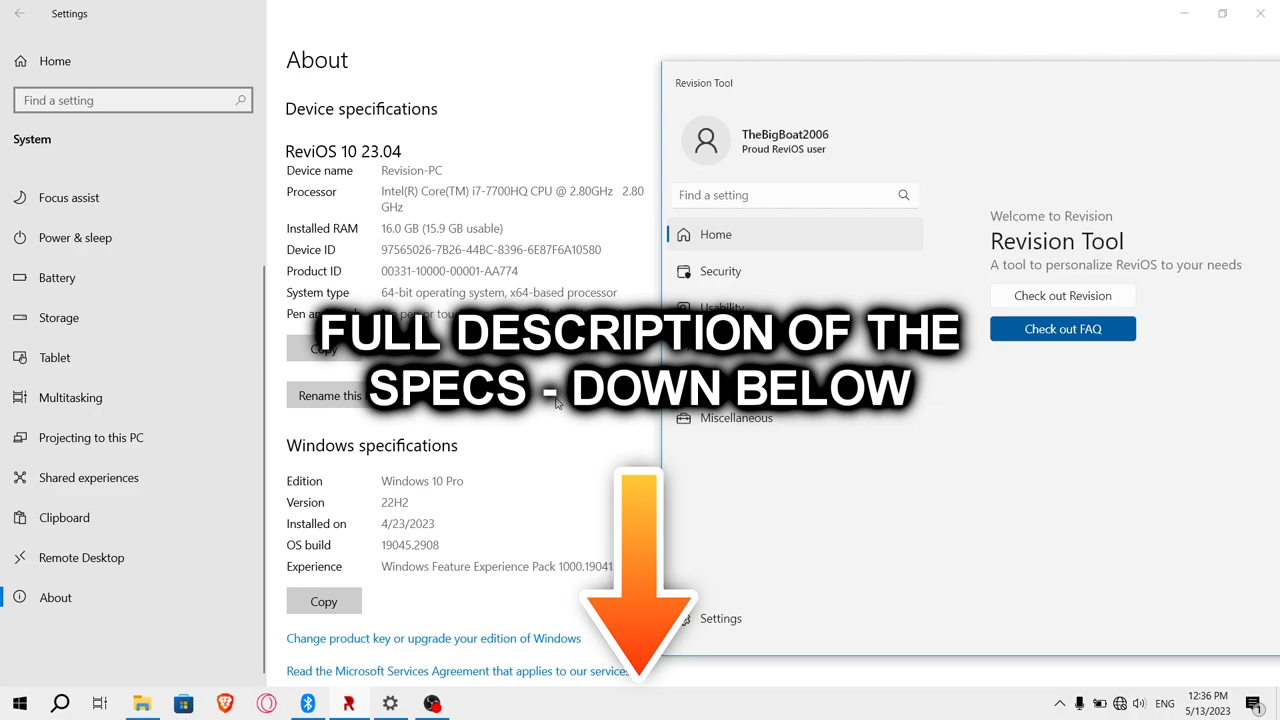 Settings
Home
Find a setting
System
Focus assist
Power & sleep
Battery
Storage
Tablet
Multitasking
Projecting to this PC
Shared experiences
Clipboard
Remote Desktop
About
About
Device specifications
ReviOS 10 23.04
Device name Revision-PC
Processor Intel(R) Core(TM) i7-7700HQ CPU @ 2.80GHz 2.80
GHz
Installed RAM 16.0 GB (15.9 GB usable)
Device ID 97565026-7B26-44BC-8396-6E87F6A10580
Product ID 00331-10000-00001-AA774
System type 64-bit operating system, x64-based processor
Pen
Copy
Rename this
Windows specifications
Edition Windows 10 Pro
Version 22H2
Installed on 4/23/2023
OS build 19045.2908
Experience Windows Feature Experience Pack 1000.19041
Copy
Change product key or upgrade your edition of Windows
Read the Microsoft Services Agreement that applies to our services
Revision Tool
TheBigBoat2006
Proud ReviOS user
Find a setting
Home
Security
Usability
Miscellaneous
Settings
Welcome to Revision
Revision Tool
A tool to personalize ReviOS to your needs
Check out Revision
Check out FAQ
FULL DESCRIPTION OF THE
SPECS - DOWN BELOW
ENG
12:36 PM
5/13/2023
1